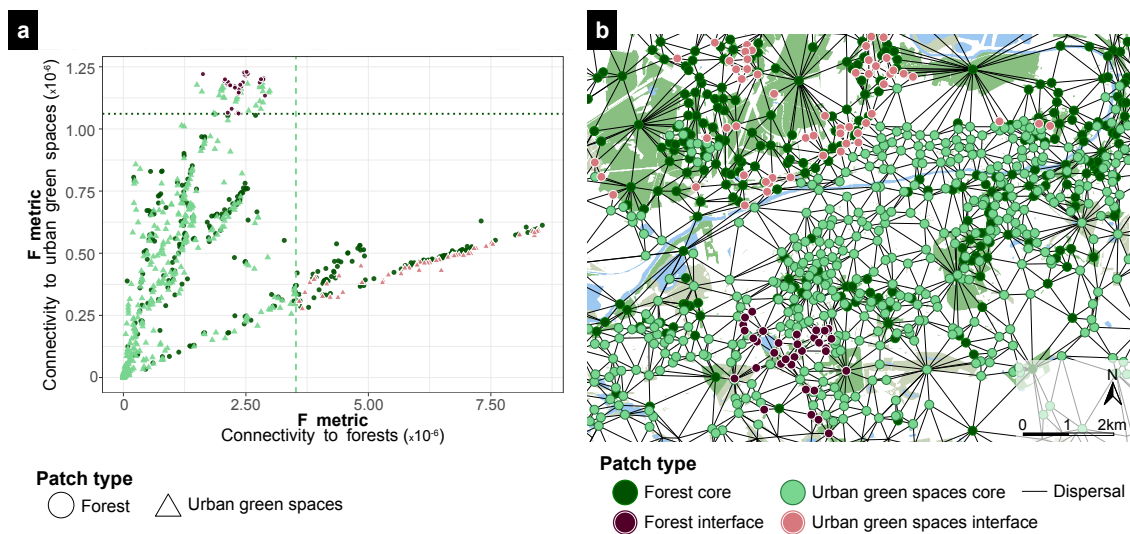 a
F metric
Connectivity to urban green spaces (x10⁻⁶)
1.25
1.00
0.75
0.50
0.25
0
0 2.50 5.00 7.50
F metric
Connectivity to forests (x10⁻⁶)
Patch type
Forest Urban green spaces
b
N
0 1 2km
Patch type
Forest core Urban green spaces core Dispersal
Forest interface Urban green spaces interface